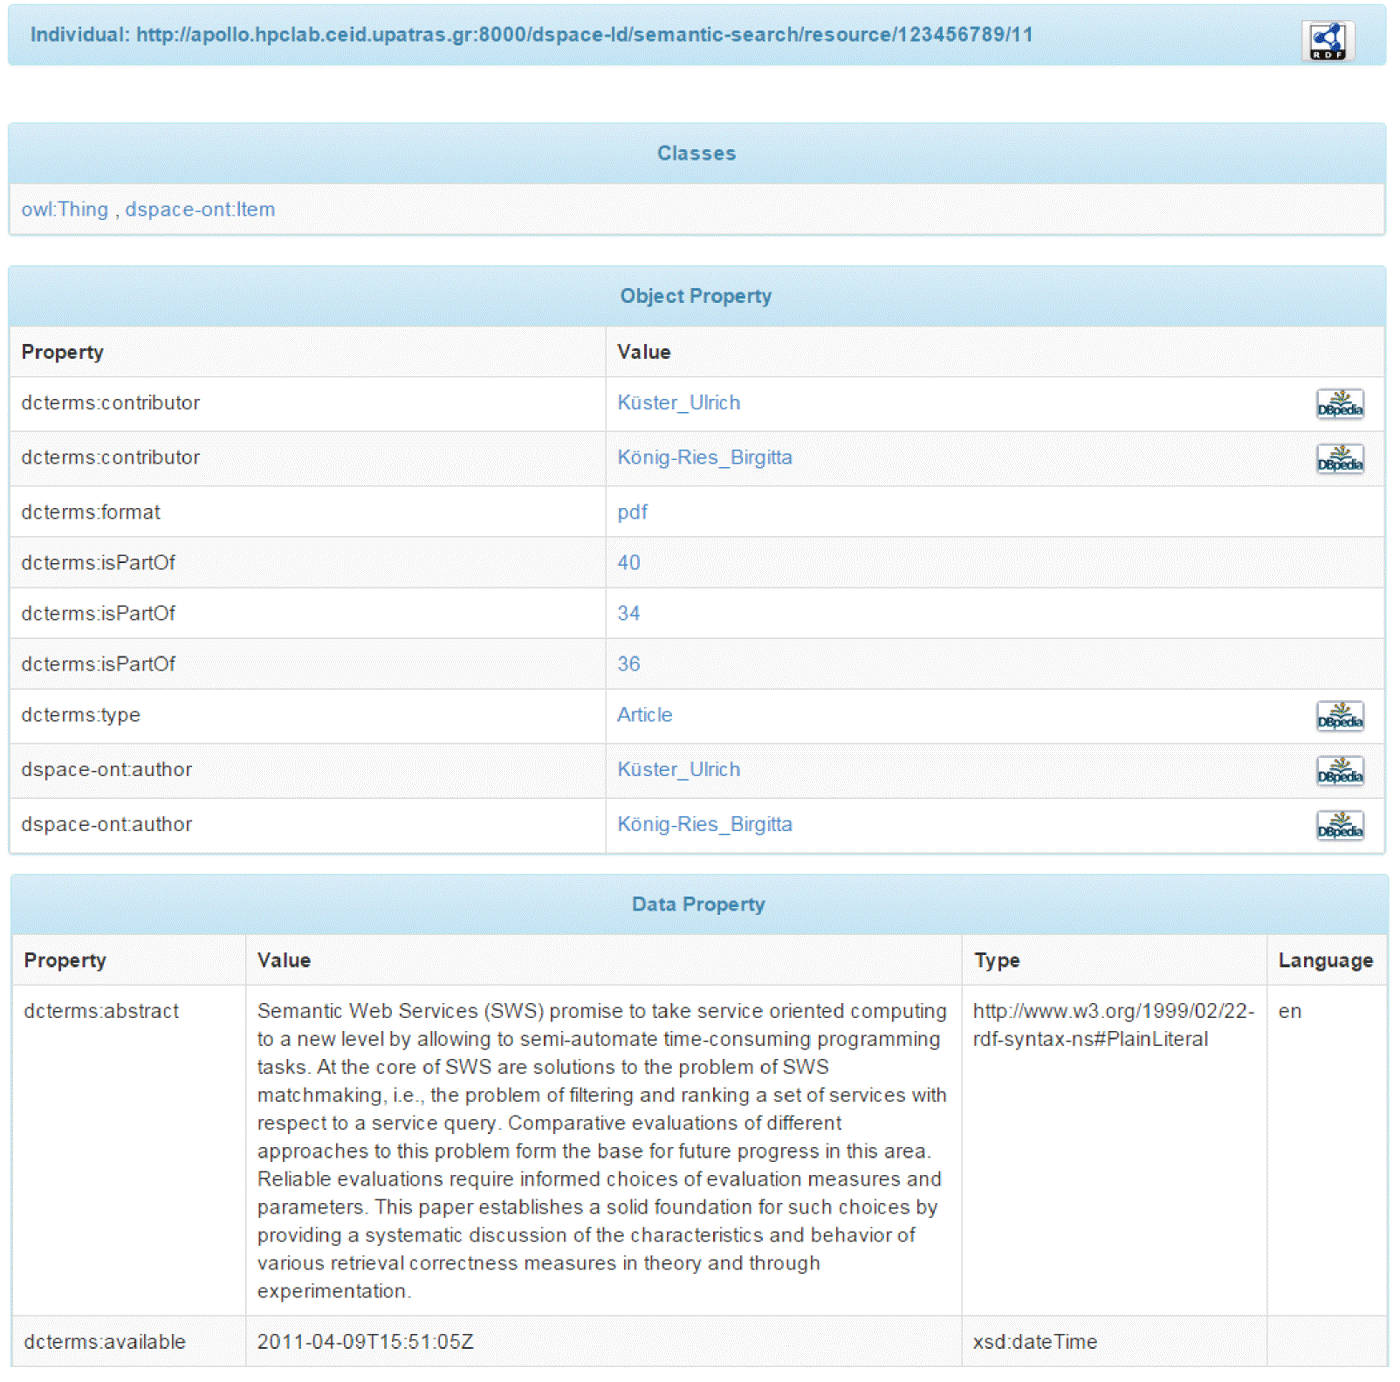 Individual: http://apollo.hpclab.ceid.upatras.gr:8000/dspace-ld/semantic-search/resource/123456789/11
RDF
Classes
owl:Thing , dspace-ont:Item
Object Property
Property Value
dcterms:contributor Küster_Ulrich DBpedia
dcterms:contributor König-Ries_Birgitta DBpedia
dcterms:format pdf
dcterms:isPartOf 40
dcterms:isPartOf 34
dcterms:isPartOf 36
dcterms:type Article DBpedia
dspace-ont:author Küster_Ulrich DBpedia
dspace-ont:author König-Ries_Birgitta DBpedia
Data Property
Property Value Type Language
dcterms:abstract Semantic Web Services (SWS) promise to take service oriented computing http://www.w3.org/1999/02/22- en
to a new level by allowing to semi-automate time-consuming programming rdf-syntax-ns#PlainLiteral
tasks. At the core of SWS are solutions to the problem of SWS
matchmaking, i.e., the problem of filtering and ranking a set of services with
respect to a service query. Comparative evaluations of different
approaches to this problem form the base for future progress in this area.
Reliable evaluations require informed choices of evaluation measures and
parameters. This paper establishes a solid foundation for such choices by
providing a systematic discussion of the characteristics and behavior of
various retrieval correctness measures in theory and through
experimentation.
dcterms:available 2011-04-09T15:51:05Z xsd:dateTime